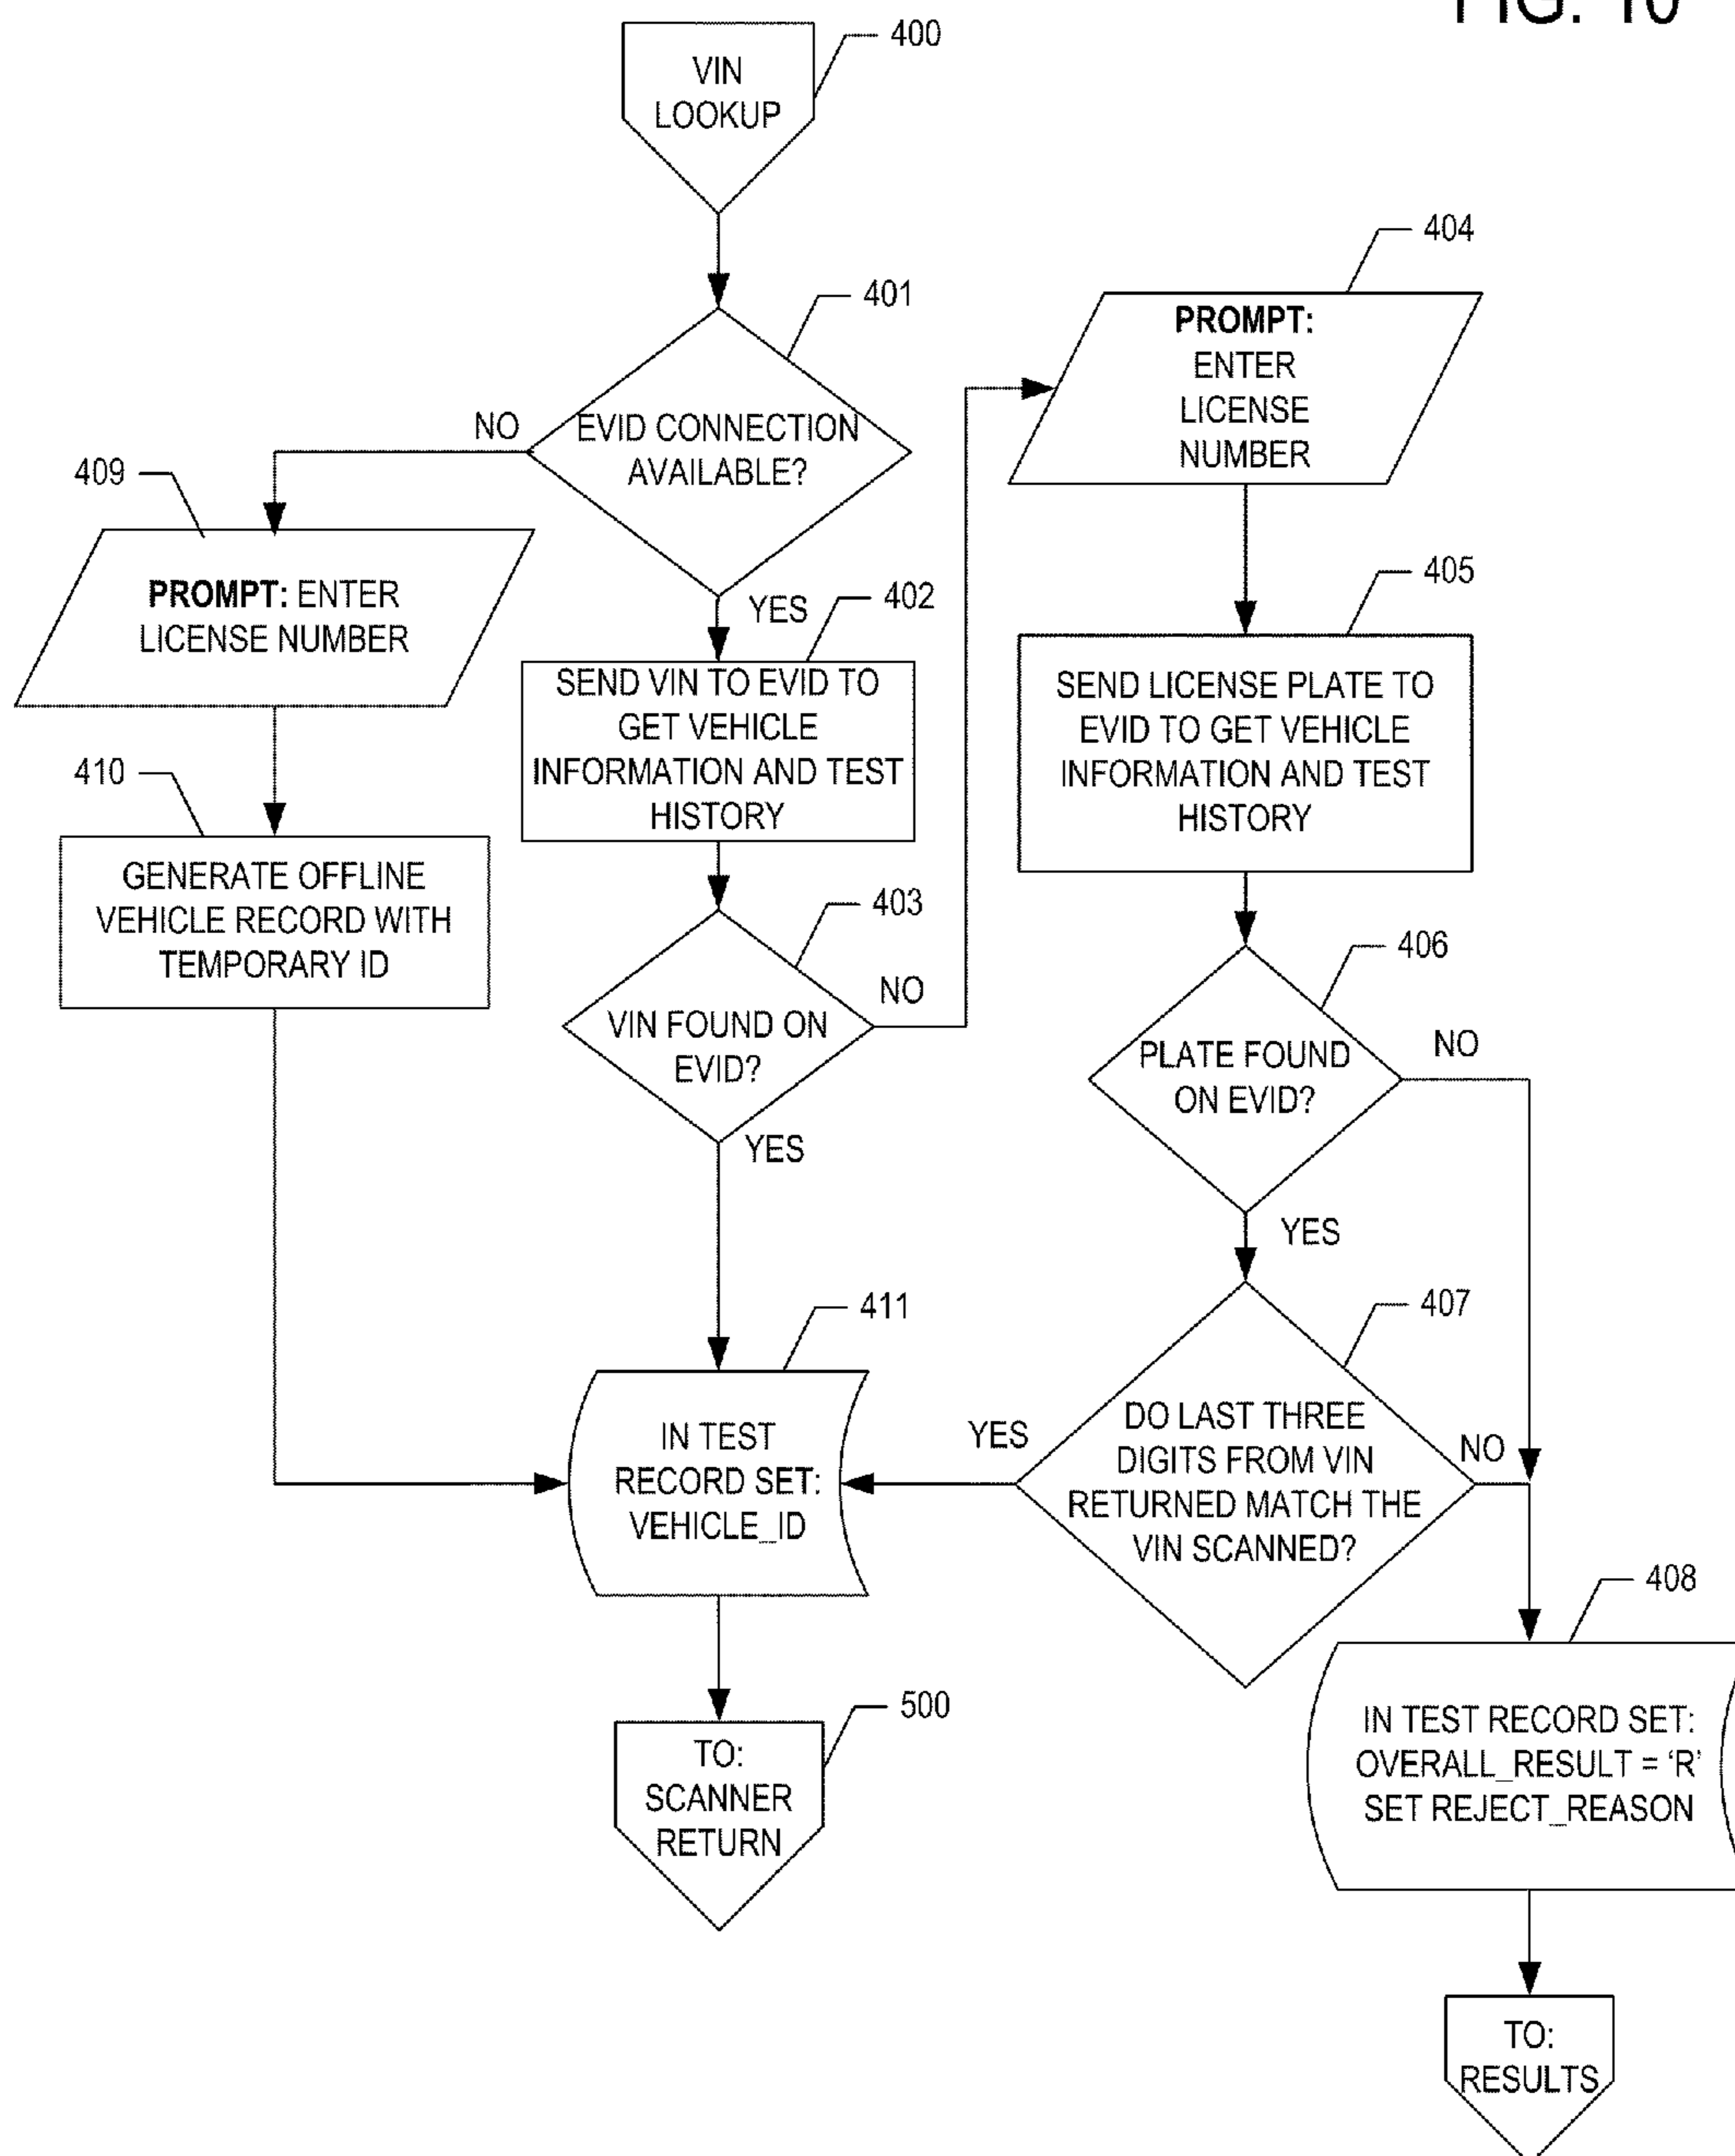 FIG. 10
400
VIN
LOOKUP
401
EVID CONNECTION
AVAILABLE?
NO
YES
409
PROMPT: ENTER
LICENSE NUMBER
410
GENERATE OFFLINE
VEHICLE RECORD WITH
TEMPORARY ID
402
SEND VIN TO EVID TO
GET VEHICLE
INFORMATION AND TEST
HISTORY
403
VIN FOUND ON
EVID?
NO
YES
404
PROMPT:
ENTER
LICENSE
NUMBER
405
SEND LICENSE PLATE TO
EVID TO GET VEHICLE
INFORMATION AND TEST
HISTORY
406
PLATE FOUND
ON EVID?
NO
YES
407
DO LAST THREE
DIGITS FROM VIN
RETURNED MATCH THE
VIN SCANNED?
YES
NO
411
IN TEST
RECORD SET:
VEHICLE_ID
500
TO:
SCANNER
RETURN
408
IN TEST RECORD SET:
OVERALL_RESULT = ‘R’
SET REJECT_REASON
TO:
RESULTS